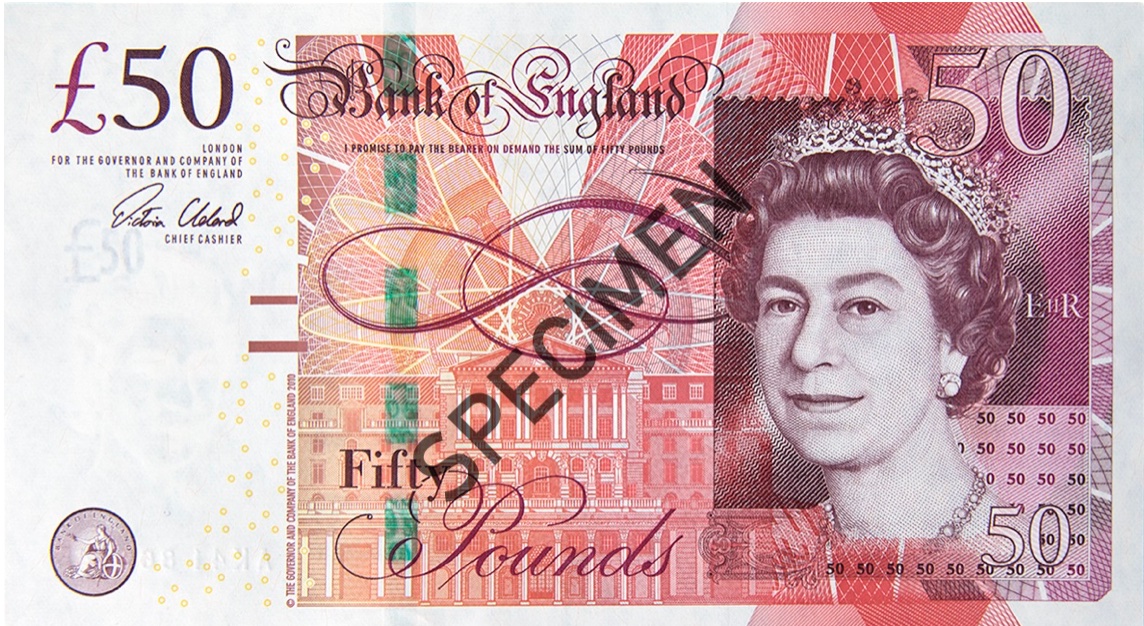 £50
Bank of England
50
I PROMISE TO PAY THE BEARER ON DEMAND THE SUM OF FIFTY POUNDS
LONDON
FOR THE GOVERNOR AND COMPANY OF
THE BANK OF ENGLAND
Victoria Cleland
CHIEF CASHIER
£50
SPECIMEN
EIIR
50 50 50 50
50 50 50
0 50 50 50
50
50
50 50
50 50 50 50 50 50 50 50 50
Fifty
Pounds
© THE GOVERNOR AND COMPANY OF THE BANK OF ENGLAND 2010
BANK OF ENGLAND